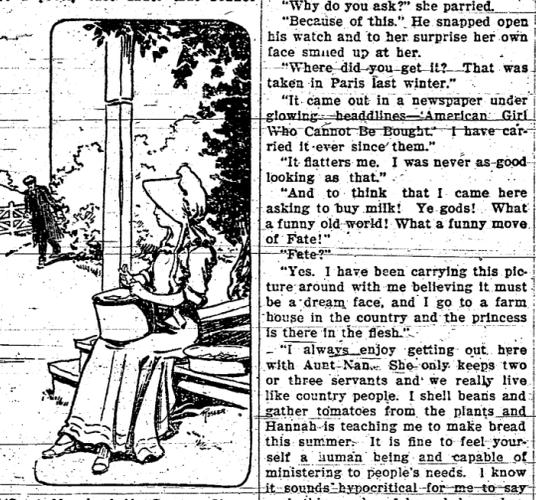 "Why do you ask?" she parried.
"Because of this." He snapped open
his watch and to her surprise her own
face smiled up at her.
"Where did you get it? That was
taken in Paris last winter."
"It came out in a newspaper under
glowing headdlines—'American Girl
Who Cannot Be Bought.' I have car-
ried it ever since them."
"It flatters me. I was never as good
looking as that."
"And to think that I came here
asking to buy milk! Ye gods! What
a funny old world! What a funny move
of Fate!"
"Fate?"
"Yes. I have been carrying this pic-
ture around with me believing it must
be a dream face, and I go to a farm
house in the country and the princess
is there in the flesh."
"I always enjoy getting out here
with Aunt Nan. She only keeps two
or three servants and we really live
like country people. I shell beans and
gather tomatoes from the plants and
Hannah is teaching me to make bread
this summer. It is fine to feel your-
self a human being and capable of
ministering to people's needs. I know
it sounds hypocritical for me to say